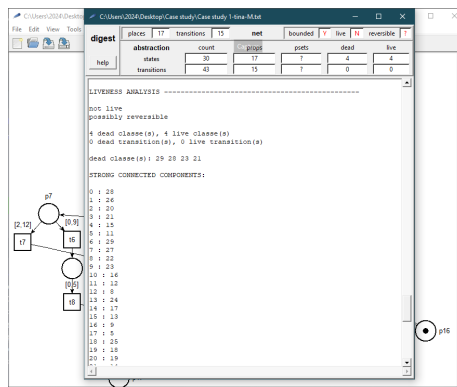 C:\Users\2024\Desktop
File Edit View Tools
C:\Users\2024\Desktop\Case study\Case study 1-tina-M.txt
digest
places 17 transitions 15 net bounded Y live N reversible ?
abstraction count props psets dead live
states 30 17 ? 4 4
help
transitions 43 15 ? 0 0
LIVENESS ANALYSIS
not live
possibly reversible
4 dead classe(s), 4 live classe(s)
0 dead transition(s), 0 live transition(s)
dead classe(s): 29 28 23 21
STRONG CONNECTED COMPONENTS:
0 : 28
1 : 26
2 : 20
3 : 21
4 : 15
5 : 11
6 : 29
7 : 27
8 : 22
9 : 23
10 : 16
11 : 12
12 : 8
13 : 24
14 : 17
15 : 13
16 : 9
17 : 5
18 : 25
19 : 18
20 : 19
p7
[2,12]
[0,9]
t7
t6
[0,5]
t8
p16